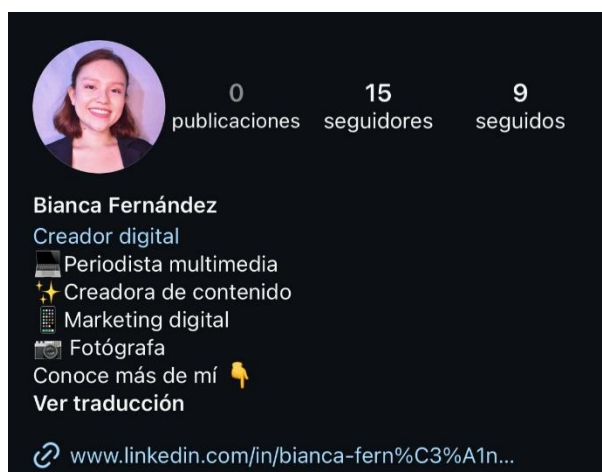 0 15 9
publicaciones seguidores seguidos
Bianca Fernández
Creador digital
💻Periodista multimedia
✨Creadora de contenido
📱Marketing digital
📷 Fotógrafa
Conoce más de mí 👇
Ver traducción
www.linkedin.com/in/bianca-fern%C3%A1n...